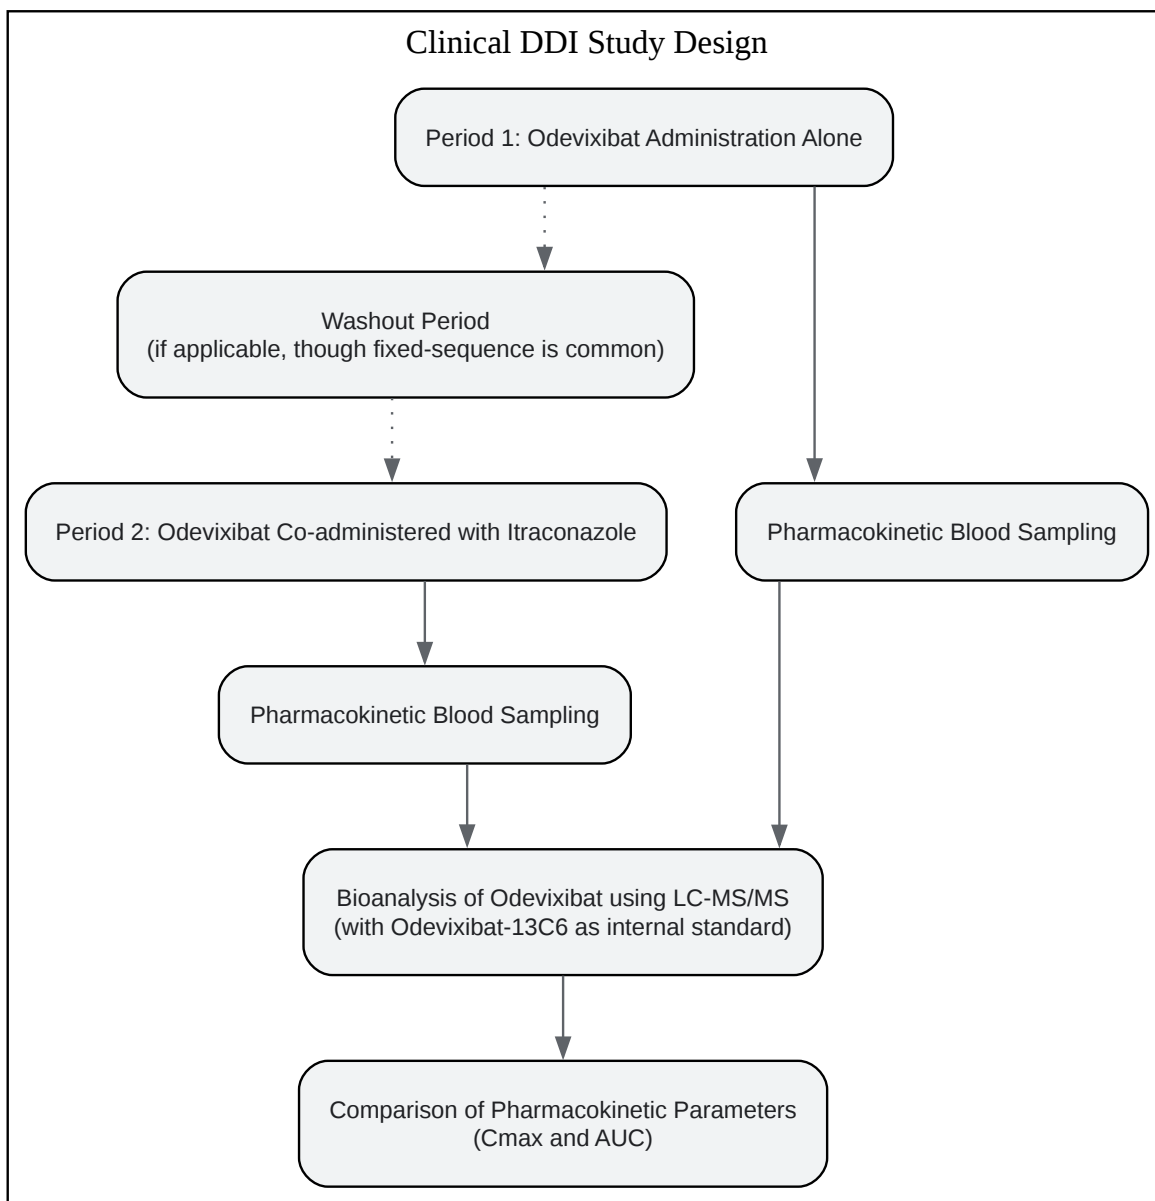 Clinical DDI Study Design
Period 1: Odevixibat Administration Alone
Washout Period
(if applicable, though fixed-sequence is common)
Period 2: Odevixibat Co-administered with Itraconazole
Pharmacokinetic Blood Sampling
Pharmacokinetic Blood Sampling
Bioanalysis of Odevixibat using LC-MS/MS
(with Odevixibat-13C6 as internal standard)
Comparison of Pharmacokinetic Parameters
(Cmax and AUC)